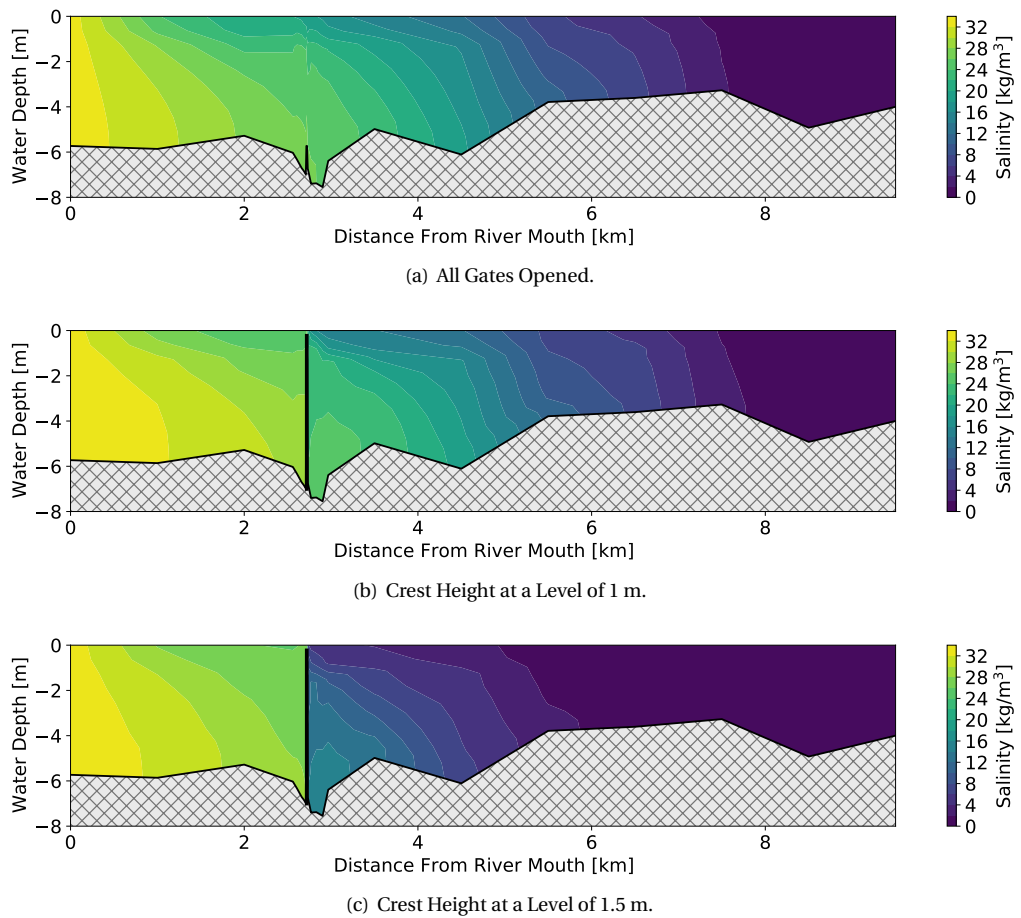 0
−2
−4
−6
−8
Water Depth [m]
0 2 4 6 8
Distance From River Mouth [km]
32
28
24
20
16
12
8
4
0
Salinity [kg/m³]
(a) All Gates Opened.
0
−2
−4
−6
−8
Water Depth [m]
0 2 4 6 8
Distance From River Mouth [km]
32
28
24
20
16
12
8
4
0
Salinity [kg/m³]
(b) Crest Height at a Level of 1 m.
0
−2
−4
−6
−8
Water Depth [m]
0 2 4 6 8
Distance From River Mouth [km]
32
28
24
20
16
12
8
4
0
Salinity [kg/m³]
(c) Crest Height at a Level of 1.5 m.